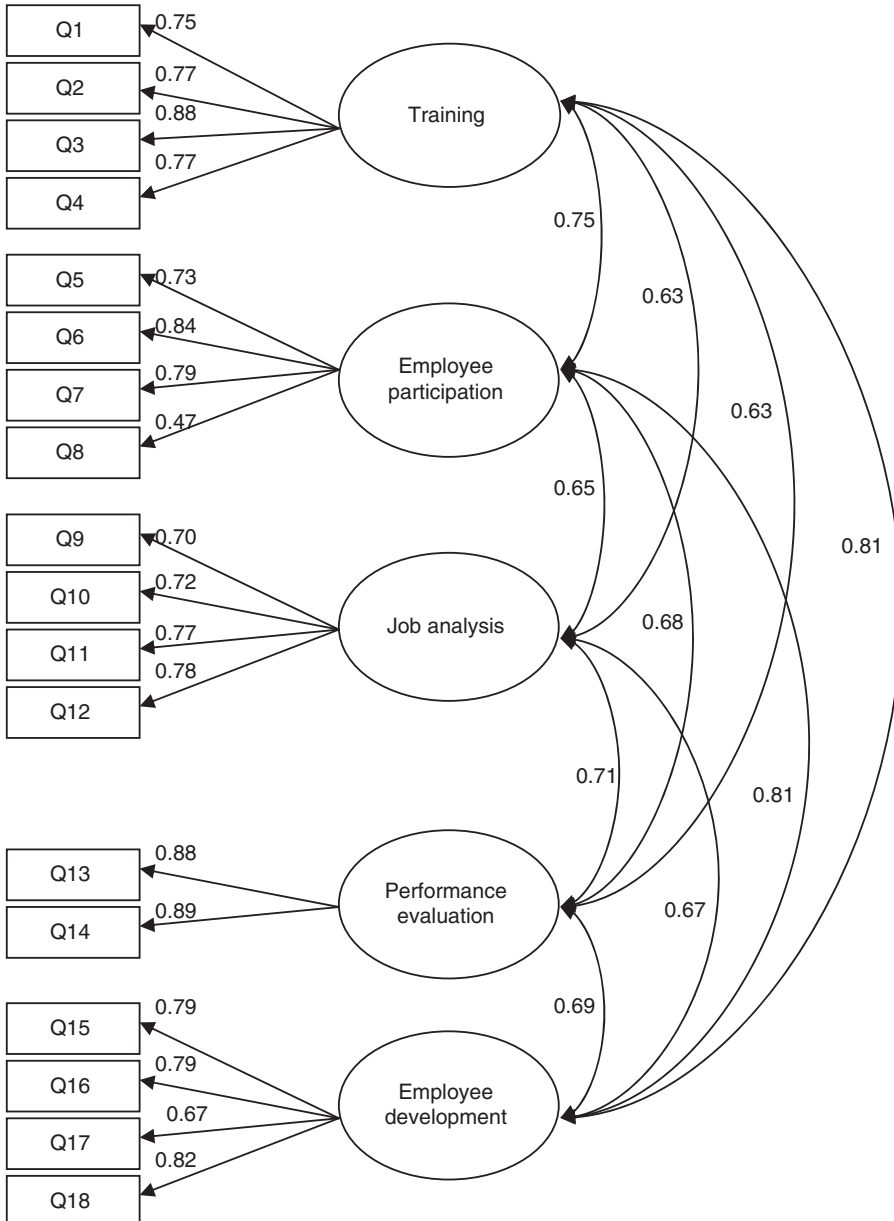 Q1
0.75
Q2
0.77
Q3
0.88
Q4
0.77
Training
0.75
0.63
Q5
0.73
Q6
0.84
Q7
0.79
Q8
0.47
Employee
participation
0.63
0.65
0.81
Q9
0.70
Q10
0.72
Q11
0.77
Q12
0.78
Job analysis
0.68
0.71
0.81
Q13
0.88
Q14
0.89
Performance
evaluation
0.67
0.69
Q15
0.79
Q16
0.79
Q17
0.67
Q18
0.82
Employee
development